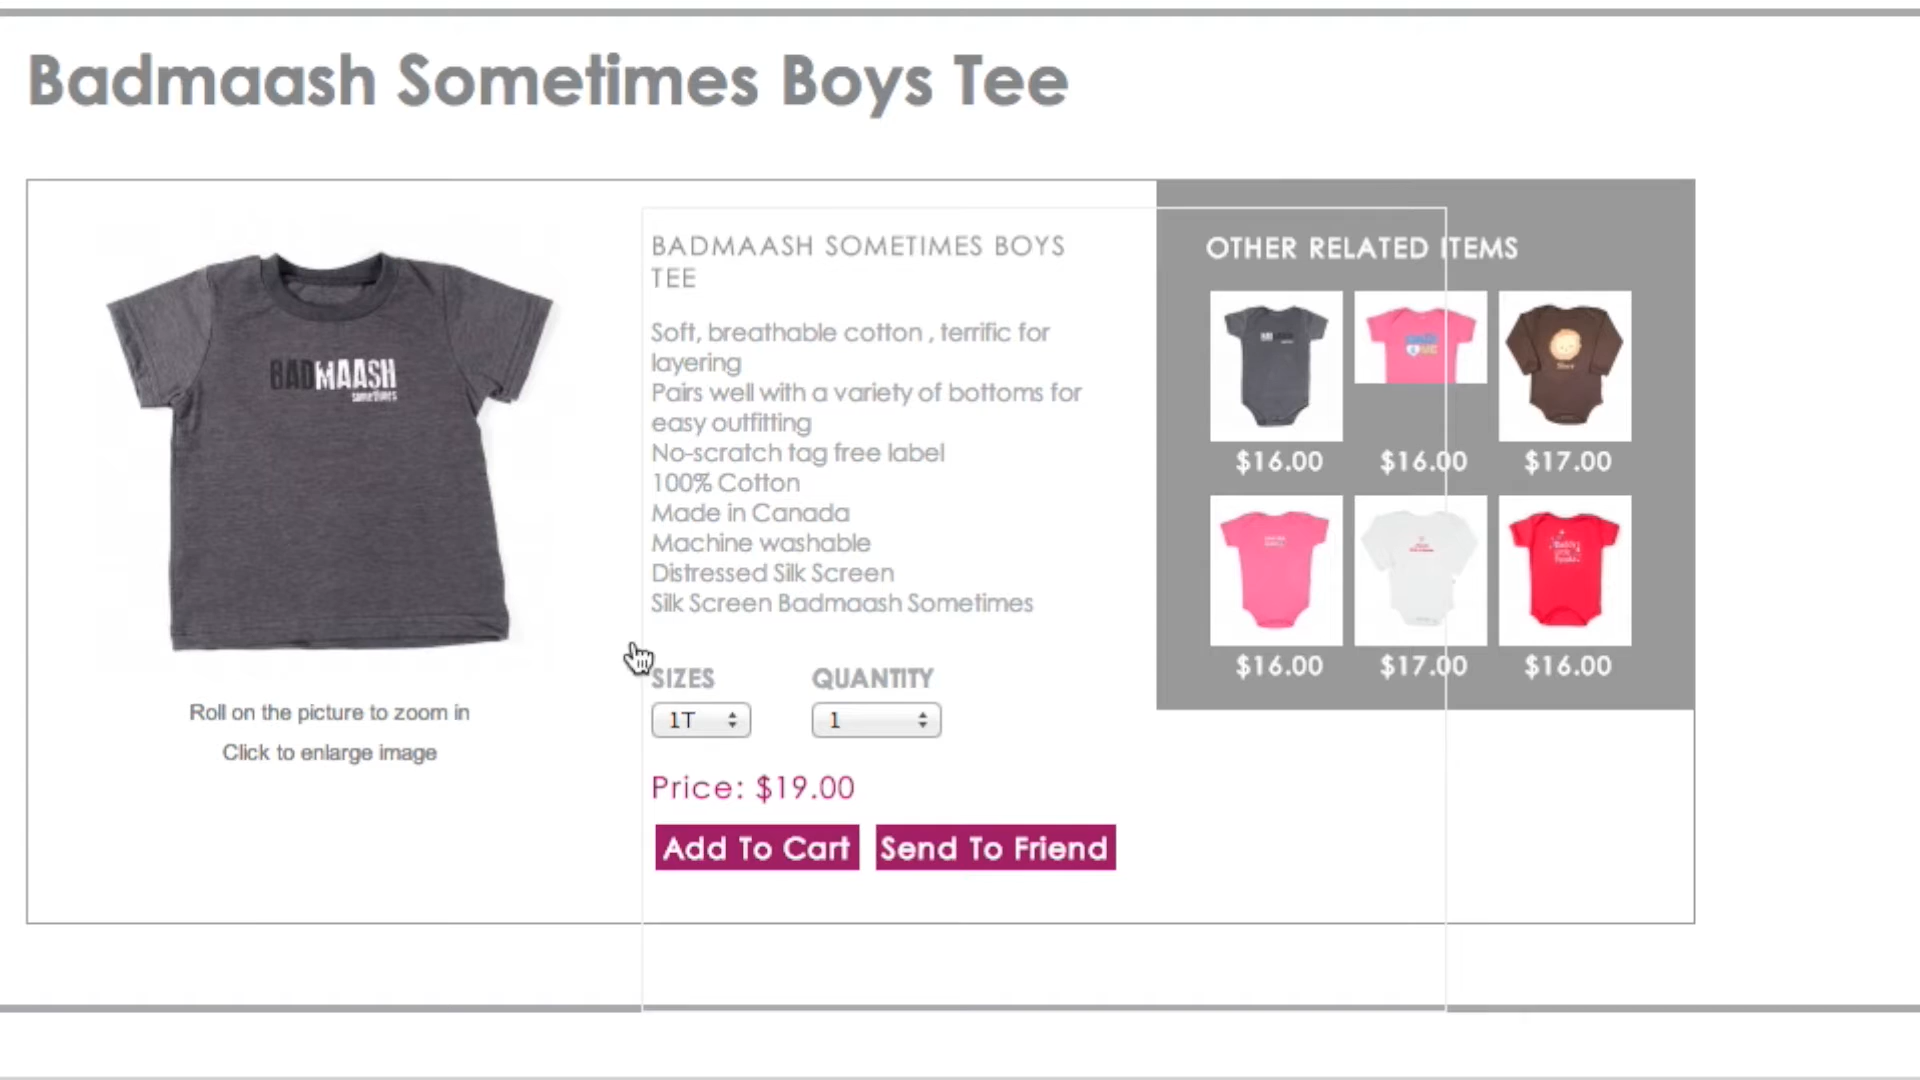 Badmaash Sometimes Boys Tee
BADMAASH
sometimes
Roll on the picture to zoom in
Click to enlarge image
BADMAASH SOMETIMES BOYS
TEE
Soft, breathable cotton , terrific for
layering
Pairs well with a variety of bottoms for
easy outfitting
No-scratch tag free label
100% Cotton
Made in Canada
Machine washable
Distressed Silk Screen
Silk Screen Badmaash Sometimes
SIZES QUANTITY
1T 1
Price: $19.00
Add To Cart Send To Friend
OTHER RELATED ITEMS
$16.00 $16.00 $17.00
$16.00 $17.00 $16.00